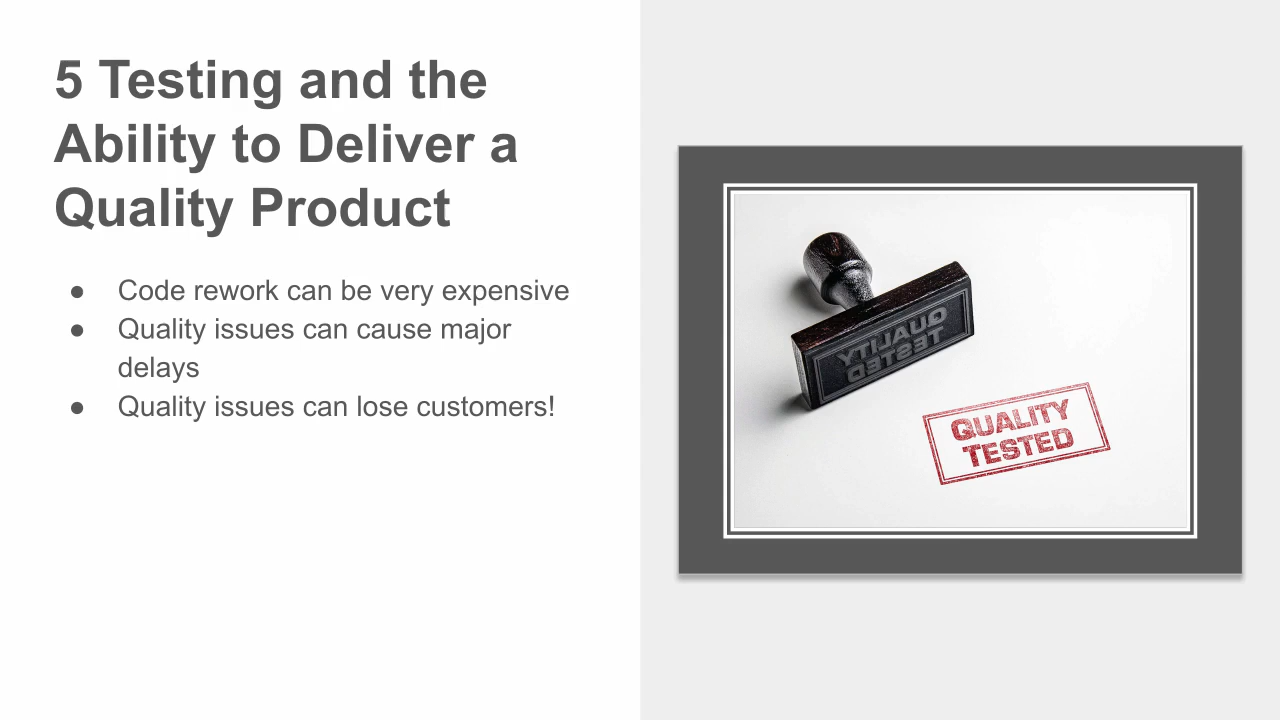 5 Testing and the
Ability to Deliver a
Quality Product
● Code rework can be very expensive
● Quality issues can cause major
delays
● Quality issues can lose customers!
QUALITY
TESTED
QUALITY
TESTED